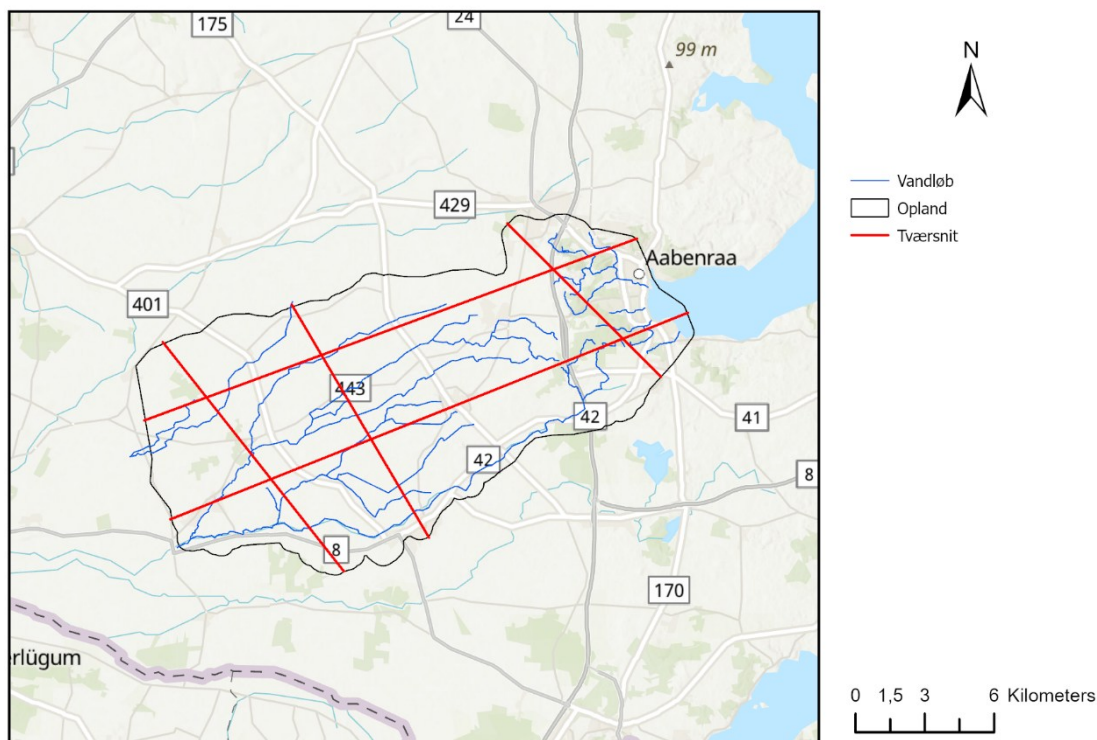 175
24
99 m
429
Aabenraa
401
443
42
41
42
8
8
170
erlügum
N
Vandløb
Opland
Tværsnit
0 1,5 3 6 Kilometers